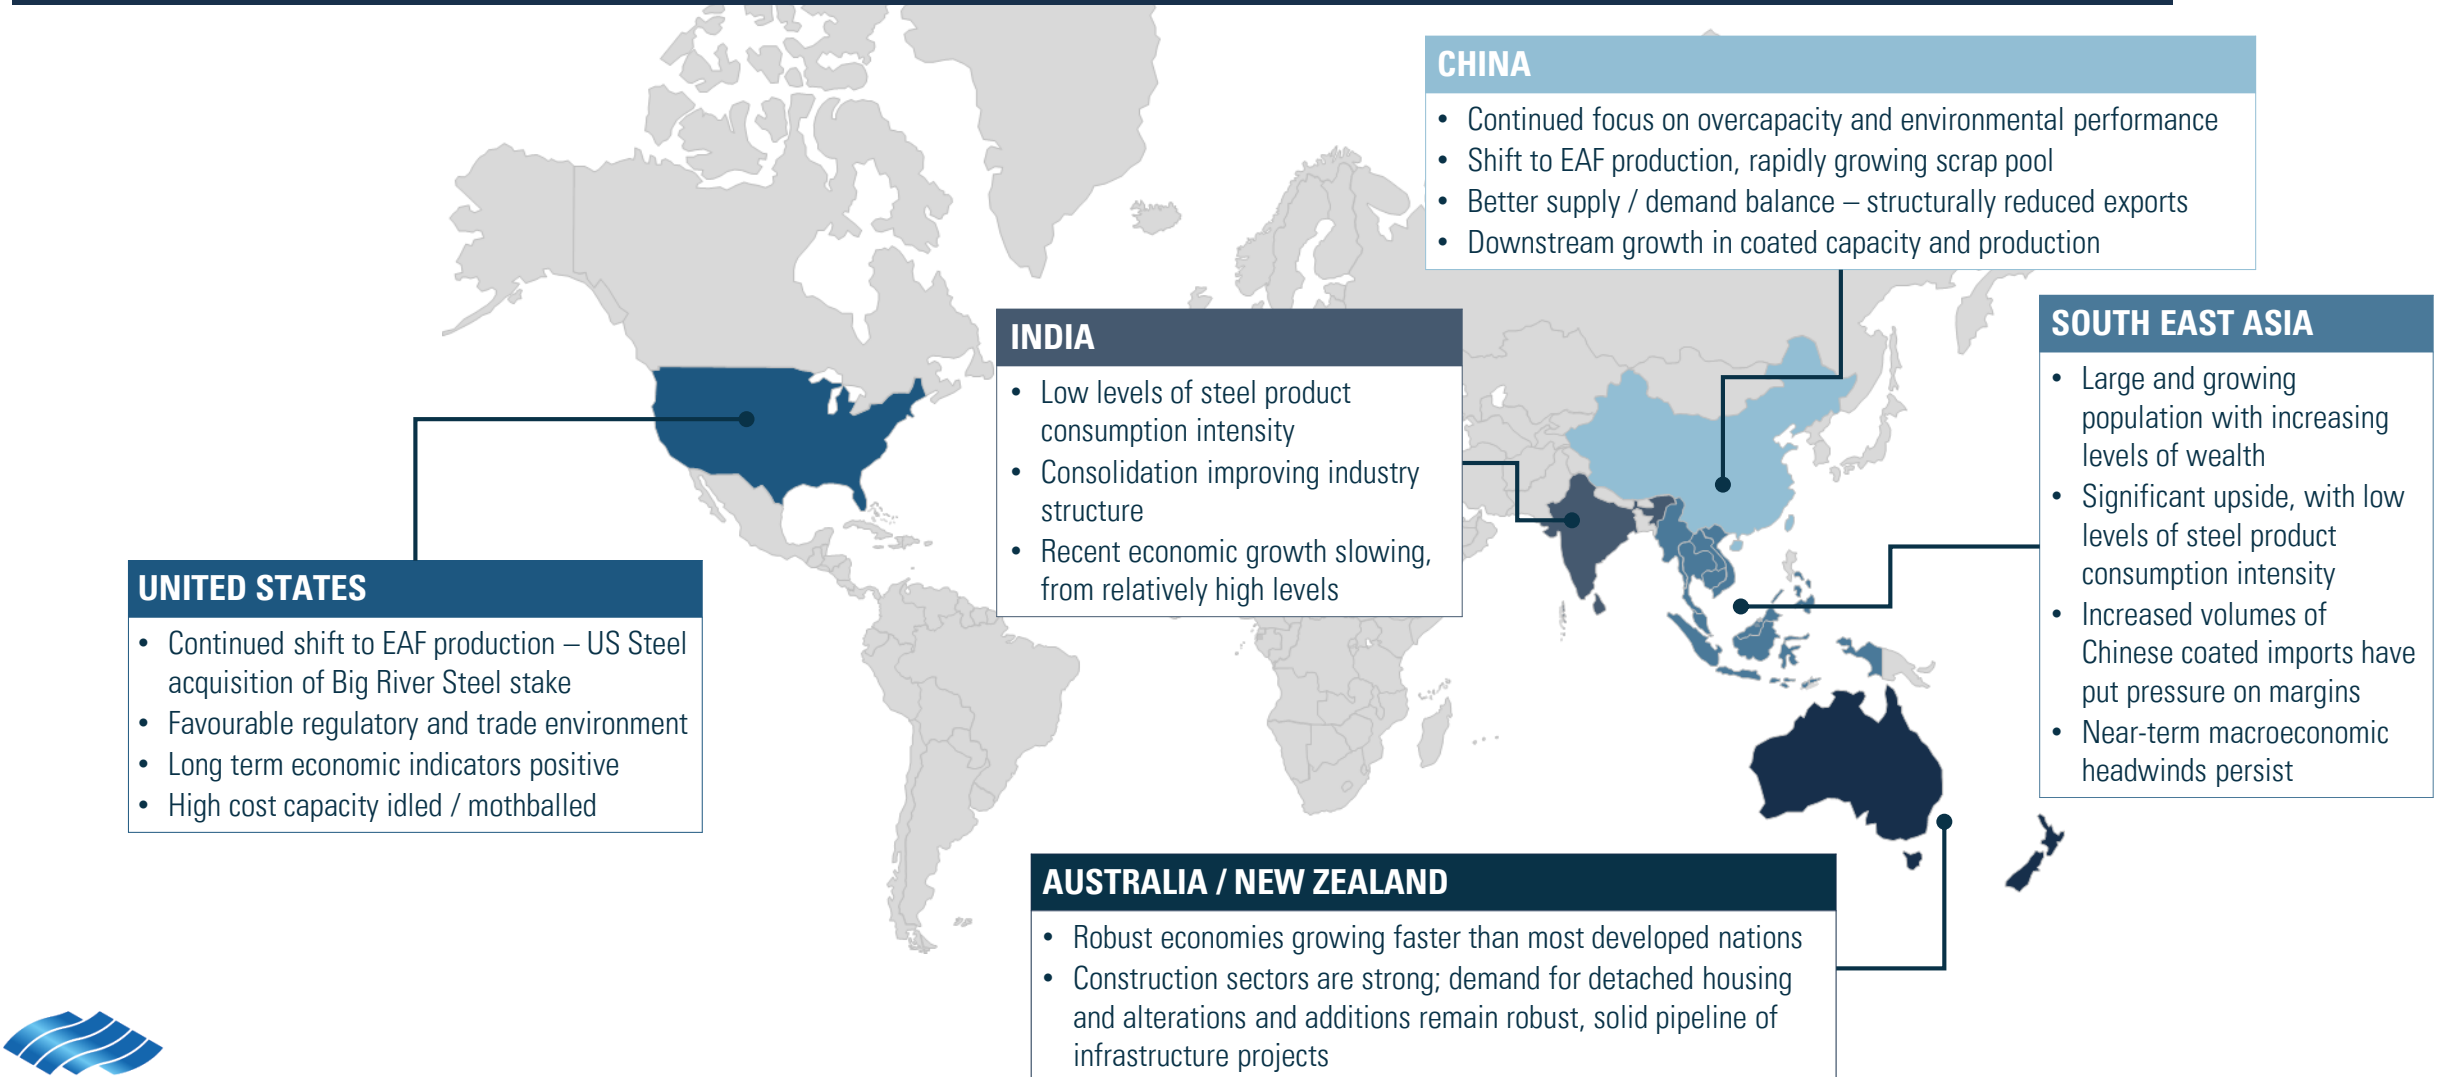 CHINA
• Continued focus on overcapacity and environmental performance
• Shift to EAF production, rapidly growing scrap pool
• Better supply / demand balance – structurally reduced exports
• Downstream growth in coated capacity and production
INDIA
• Low levels of steel product
consumption intensity
• Consolidation improving industry
structure
• Recent economic growth slowing,
from relatively high levels
SOUTH EAST ASIA
• Large and growing
population with increasing
levels of wealth
• Significant upside, with low
levels of steel product
consumption intensity
• Increased volumes of
Chinese coated imports have
put pressure on margins
• Near-term macroeconomic
headwinds persist
UNITED STATES
• Continued shift to EAF production – US Steel
acquisition of Big River Steel stake
• Favourable regulatory and trade environment
• Long term economic indicators positive
• High cost capacity idled / mothballed
AUSTRALIA / NEW ZEALAND
• Robust economies growing faster than most developed nations
• Construction sectors are strong; demand for detached housing
and alterations and additions remain robust, solid pipeline of
infrastructure projects